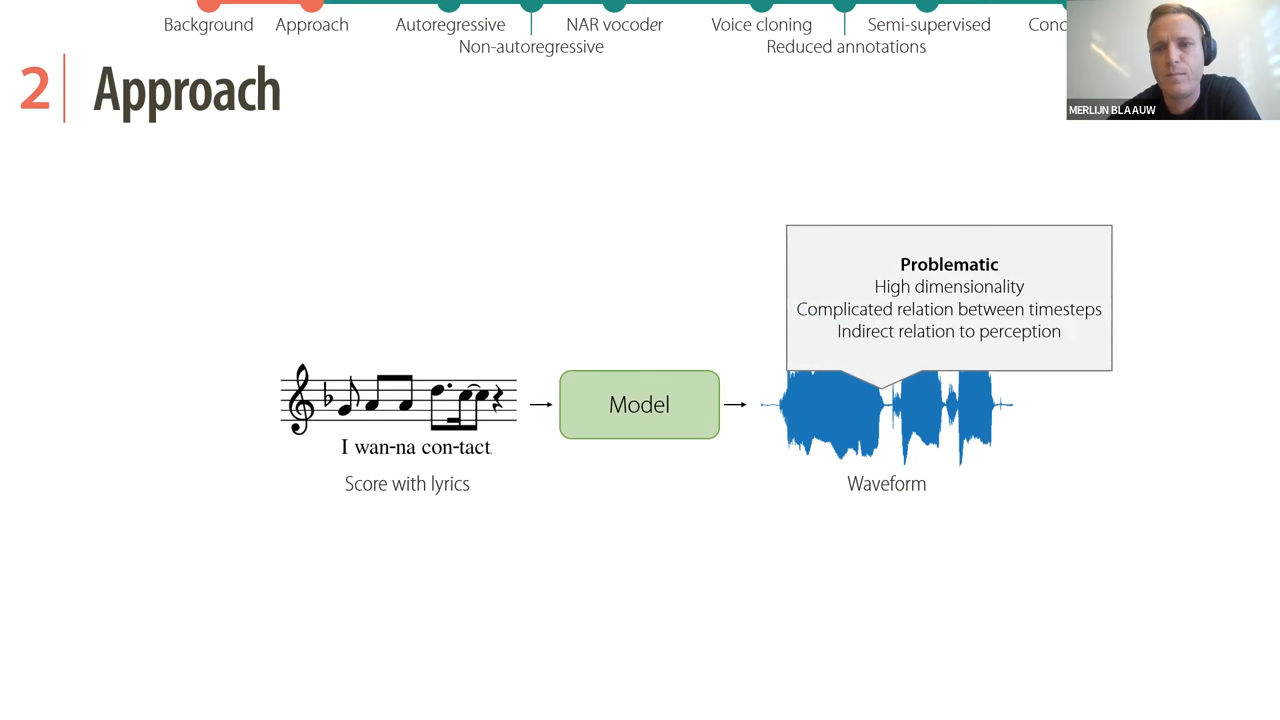 Background Approach Autoregressive NAR vocoder Voice cloning Semi-supervised Conc
Non-autoregressive Reduced annotations
MERLIJN BLAAUW
2 Approach
Problematic
High dimensionality
Complicated relation between timesteps
Indirect relation to perception
Model
I wan-na con-tact.
Score with lyrics
Waveform